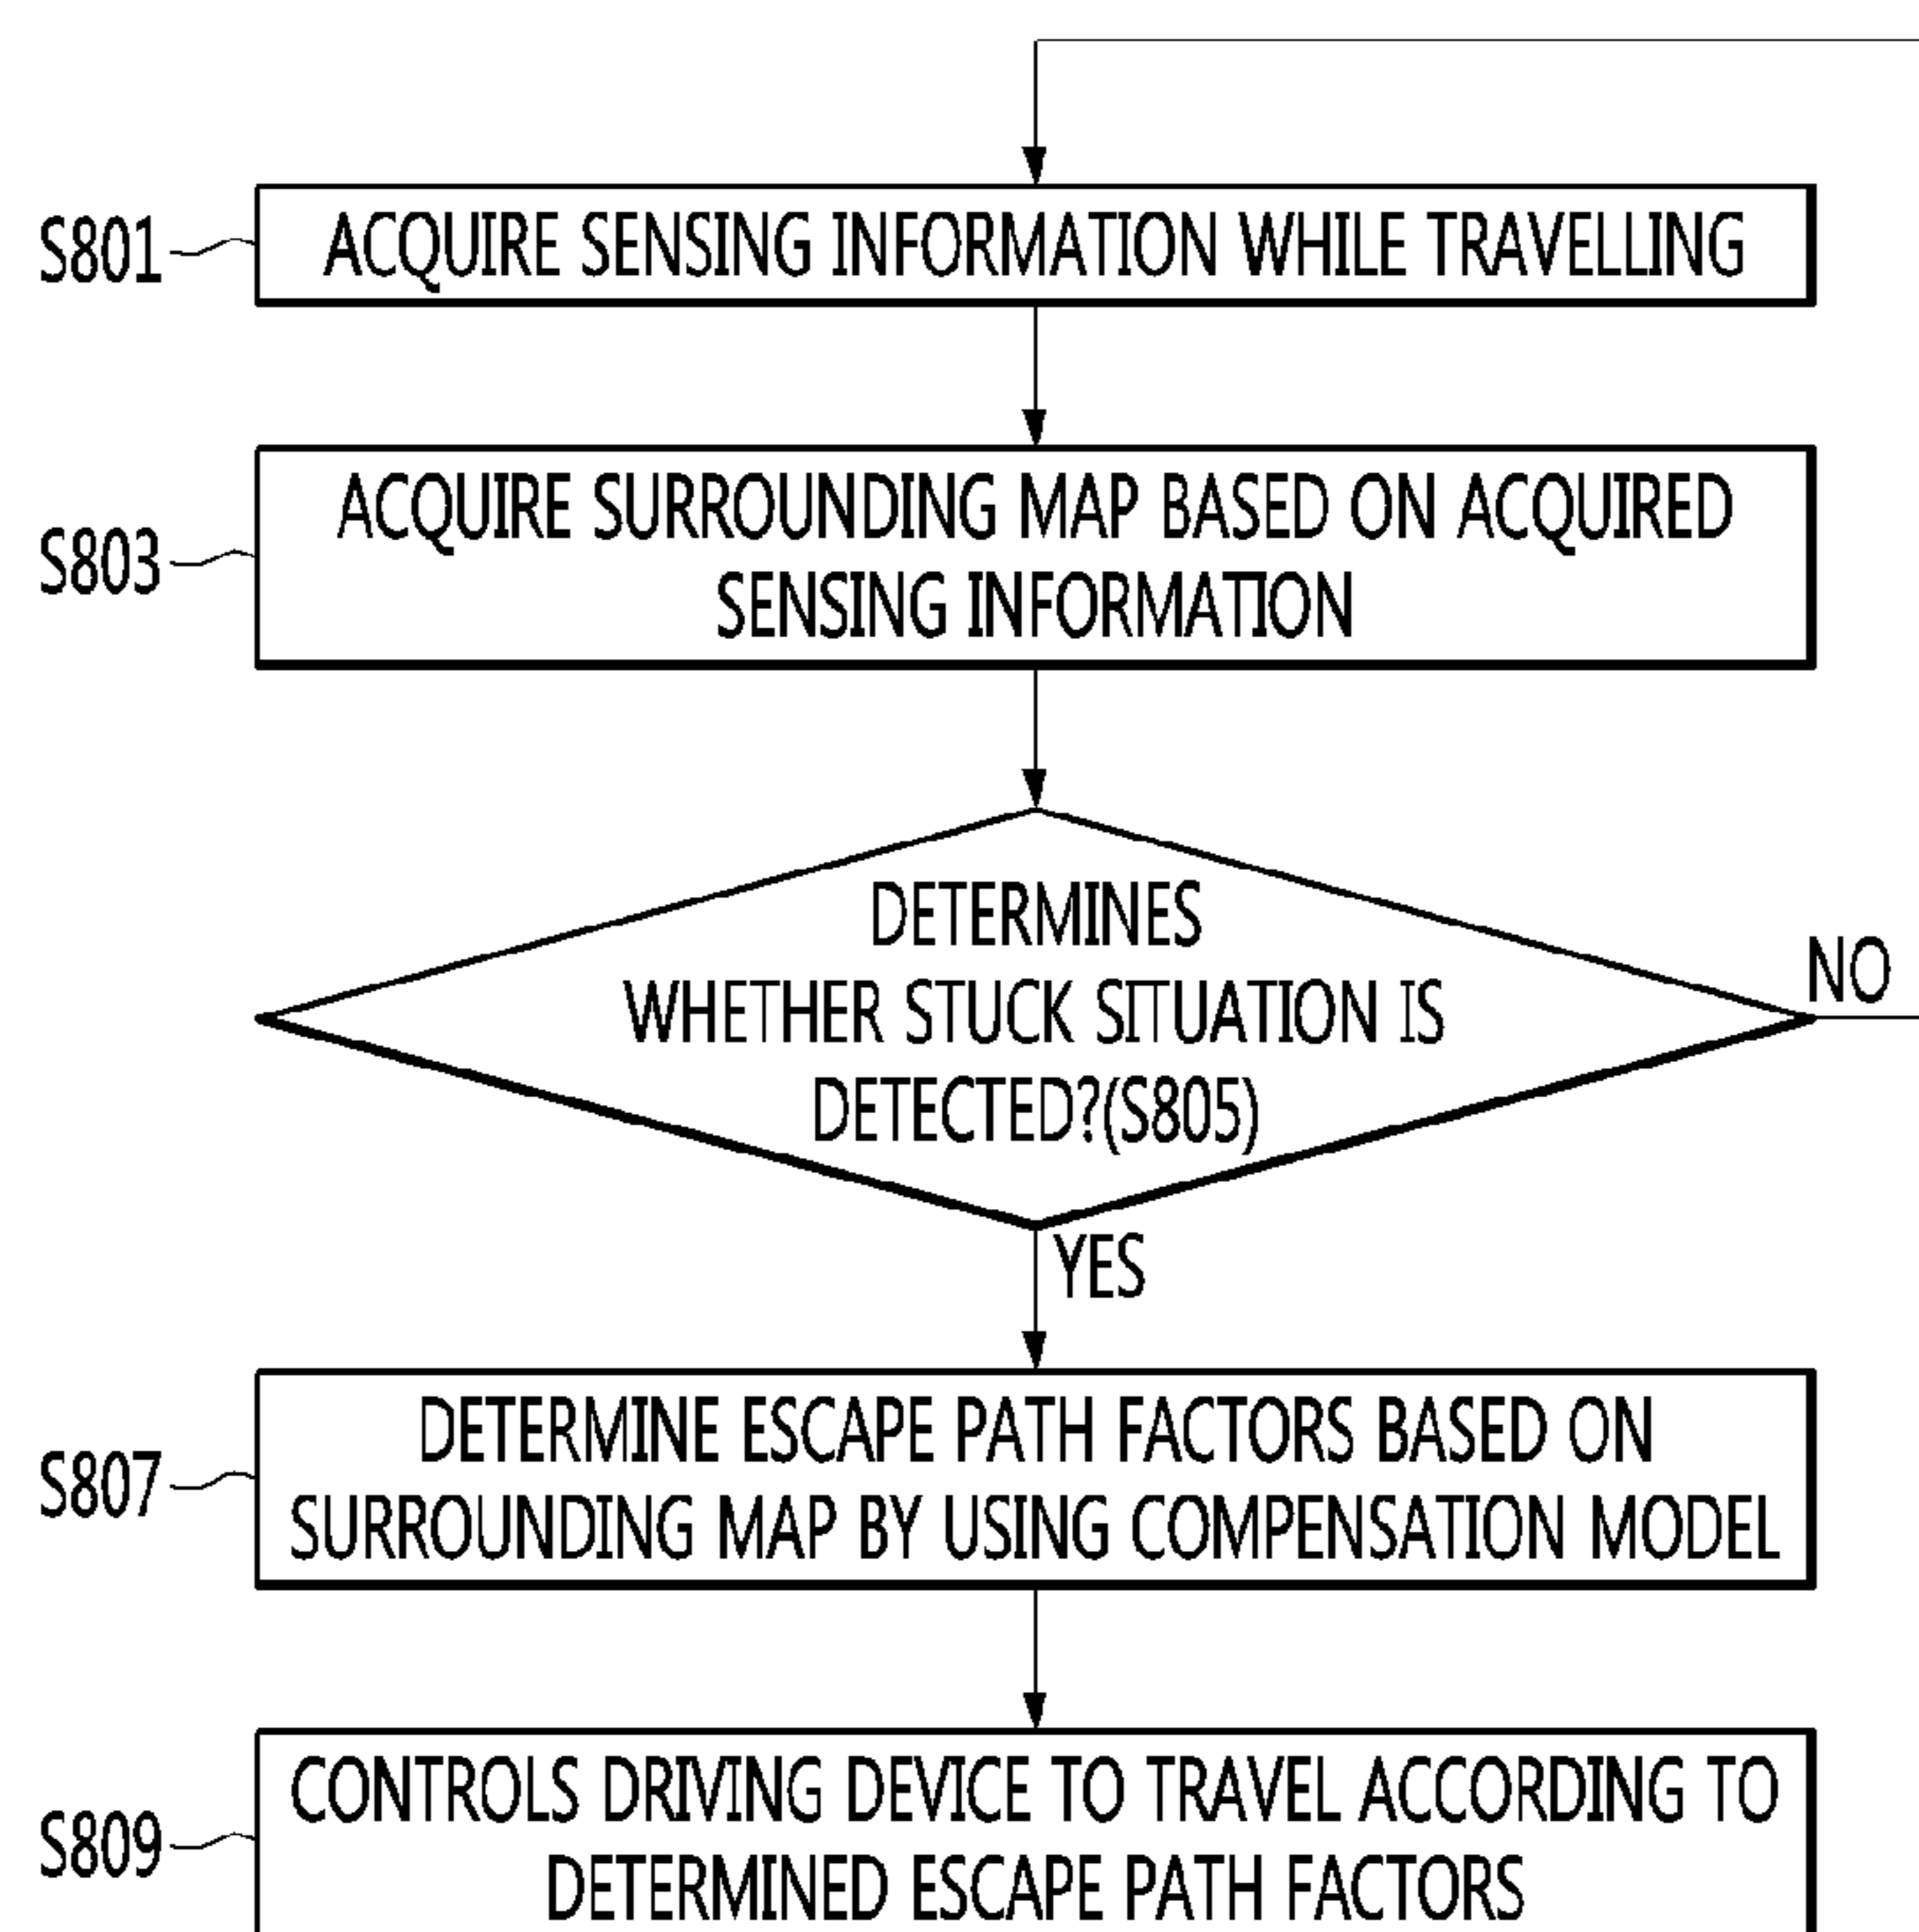 S801
ACQUIRE SENSING INFORMATION WHILE TRAVELLING
S803
ACQUIRE SURROUNDING MAP BASED ON ACQUIRED
SENSING INFORMATION
DETERMINES
WHETHER STUCK SITUATION IS
DETECTED?(S805)
NO
YES
S807
DETERMINE ESCAPE PATH FACTORS BASED ON
SURROUNDING MAP BY USING COMPENSATION MODEL
S809
CONTROLS DRIVING DEVICE TO TRAVEL ACCORDING TO
DETERMINED ESCAPE PATH FACTORS